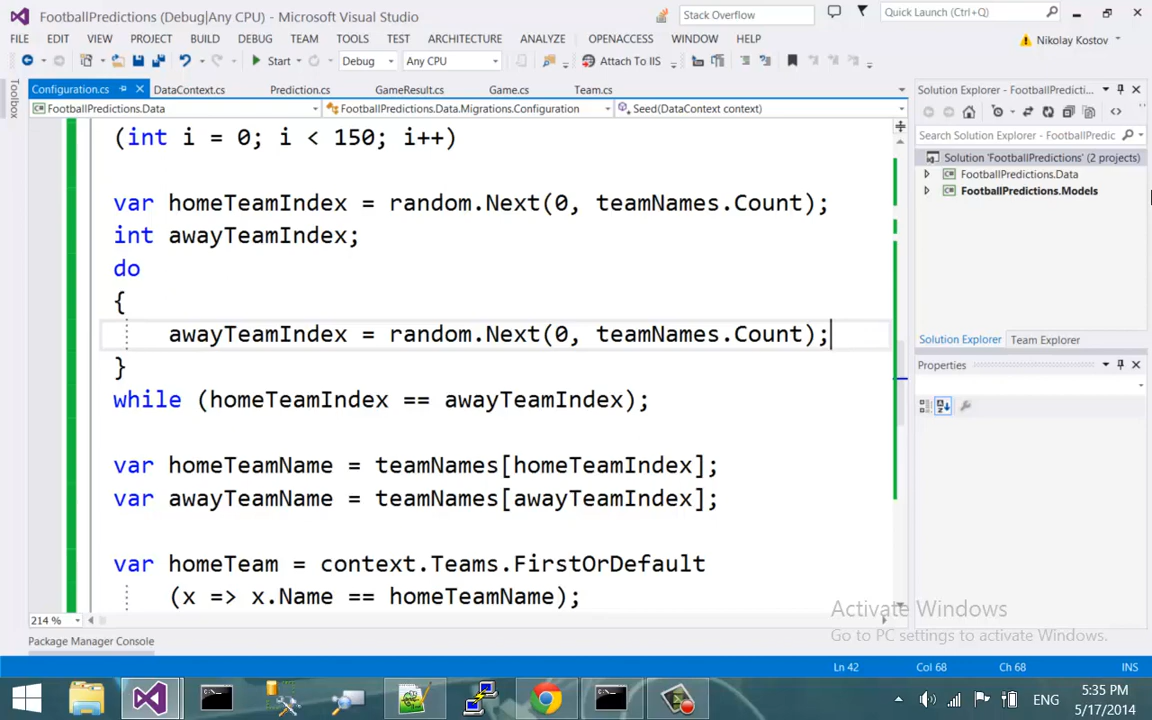 FootballPredictions (Debug|Any CPU) - Microsoft Visual Studio
Stack Overflow
Quick Launch (Ctrl+Q)
FILE EDIT VIEW PROJECT BUILD DEBUG TEAM TOOLS TEST ARCHITECTURE ANALYZE OPENACCESS WINDOW HELP
Nikolay Kostov
Start Debug Any CPU Attach To IIS
Toolbox
Configuration.cs DataContext.cs Prediction.cs GameResult.cs Game.cs Team.cs
FootballPredictions.Data FootballPredictions.Data.Migrations.Configuration Seed(DataContext context)
(int i = 0; i < 150; i++)
var homeTeamIndex = random.Next(0, teamNames.Count);
int awayTeamIndex;
do
{
awayTeamIndex = random.Next(0, teamNames.Count);
}
while (homeTeamIndex == awayTeamIndex);
var homeTeamName = teamNames[homeTeamIndex];
var awayTeamName = teamNames[awayTeamIndex];
var homeTeam = context.Teams.FirstOrDefault
(x => x.Name == homeTeamName);
214 %
Package Manager Console
Solution Explorer - FootballPredicti...
Search Solution Explorer - FootballPredic
Solution 'FootballPredictions' (2 projects)
FootballPredictions.Data
FootballPredictions.Models
Solution Explorer Team Explorer
Properties
Activate Windows
Go to PC settings to activate Windows.
Ln 42 Col 68 Ch 68 INS
ENG
5:35 PM
5/17/2014